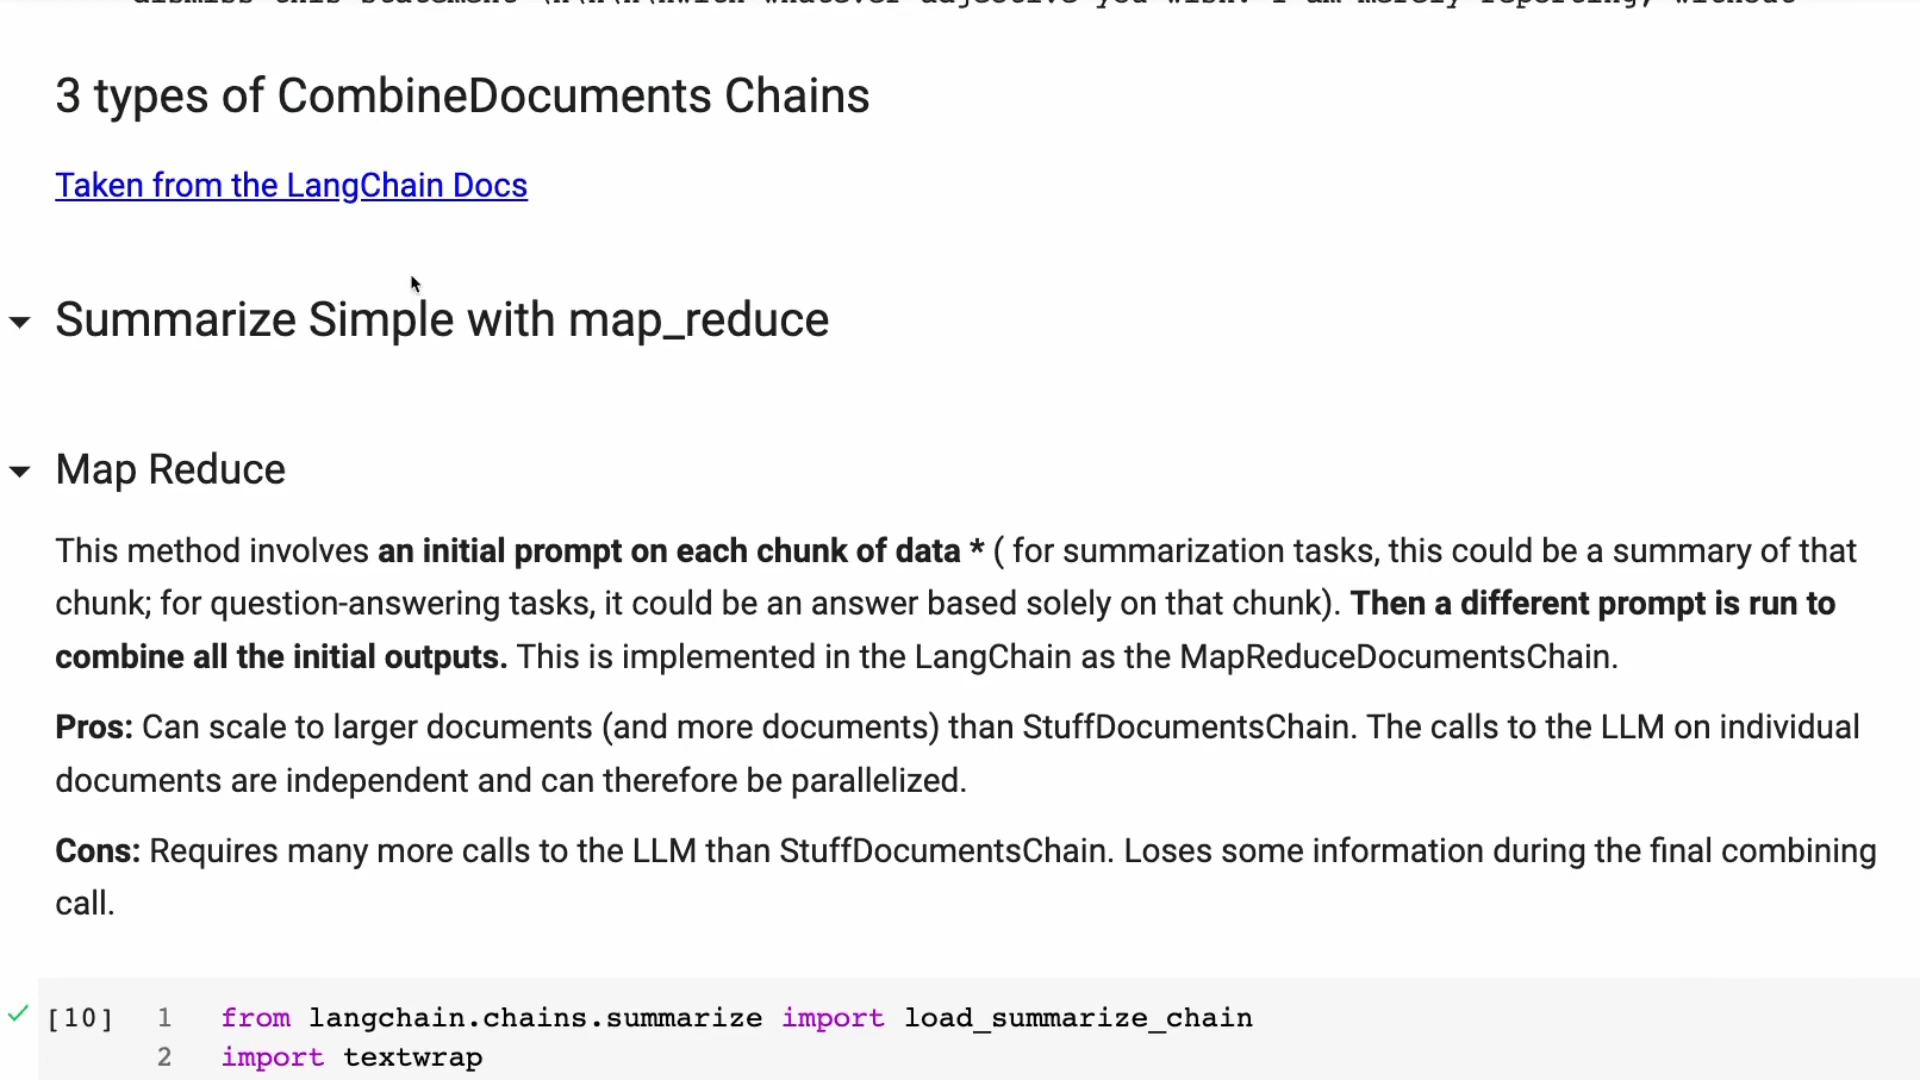 3 types of CombineDocuments Chains
Taken from the LangChain Docs
Summarize Simple with map_reduce
Map Reduce
This method involves an initial prompt on each chunk of data * ( for summarization tasks, this could be a summary of that
chunk; for question-answering tasks, it could be an answer based solely on that chunk). Then a different prompt is run to
combine all the initial outputs. This is implemented in the LangChain as the MapReduceDocumentsChain.
Pros: Can scale to larger documents (and more documents) than StuffDocumentsChain. The calls to the LLM on individual
documents are independent and can therefore be parallelized.
Cons: Requires many more calls to the LLM than StuffDocumentsChain. Loses some information during the final combining
call.
[10] 1 from langchain.chains.summarize import load_summarize_chain
2 import textwrap